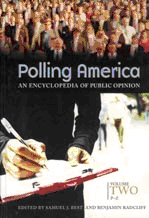 Polling America
AN ENCYCLOPEDIA OF PUBLIC OPINION
VOLUME
TWO
P–Z
EDITED BY SAMUEL J. BEST AND BENJAMIN RADCLIFF